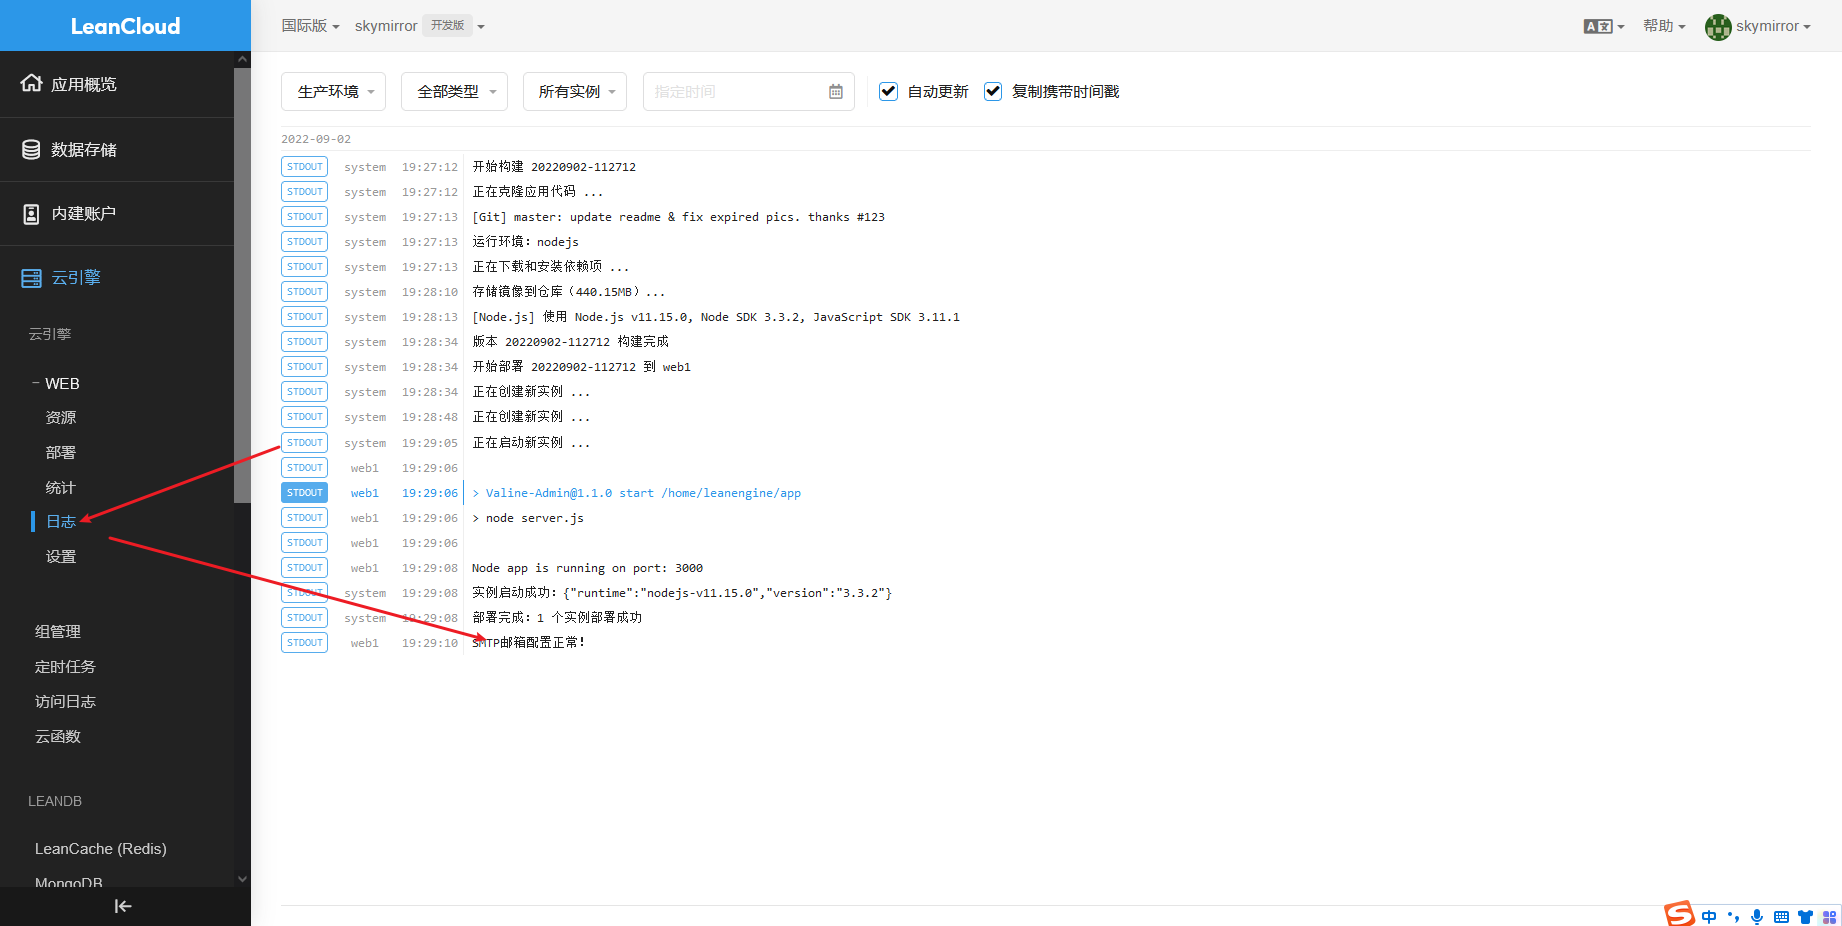 LeanCloud
国际版 skymirror 开发版
A文 帮助 skymirror
应用概览
数据存储
内建账户
云引擎
云引擎
− WEB
资源
部署
统计
日志
设置
组管理
定时任务
访问日志
云函数
LEANDB
LeanCache (Redis)
MongoDB
生产环境 全部类型 所有实例 指定时间 自动更新 复制携带时间戳
2022-09-02
STDOUT system 19:27:12 开始构建 20220902-112712
STDOUT system 19:27:12 正在克隆应用代码 ...
STDOUT system 19:27:13 [Git] master: update readme & fix expired pics. thanks #123
STDOUT system 19:27:13 运行环境：nodejs
STDOUT system 19:27:13 正在下载和安装依赖项 ...
STDOUT system 19:28:10 存储镜像到仓库（440.15MB）...
STDOUT system 19:28:13 [Node.js] 使用 Node.js v11.15.0, Node SDK 3.3.2, JavaScript SDK 3.11.1
STDOUT system 19:28:34 版本 20220902-112712 构建完成
STDOUT system 19:28:34 开始部署 20220902-112712 到 web1
STDOUT system 19:28:34 正在创建新实例 ...
STDOUT system 19:28:48 正在创建新实例 ...
STDOUT system 19:29:05 正在启动新实例 ...
STDOUT web1 19:29:06
STDOUT web1 19:29:06 > Valine-Admin@1.1.0 start /home/leanengine/app
STDOUT web1 19:29:06 > node server.js
STDOUT web1 19:29:06
STDOUT web1 19:29:08 Node app is running on port: 3000
STDOUT system 19:29:08 实例启动成功：{"runtime":"nodejs-v11.15.0","version":"3.3.2"}
STDOUT system 19:29:08 部署完成：1 个实例部署成功
STDOUT web1 19:29:10 SMTP邮箱配置正常！
S 中